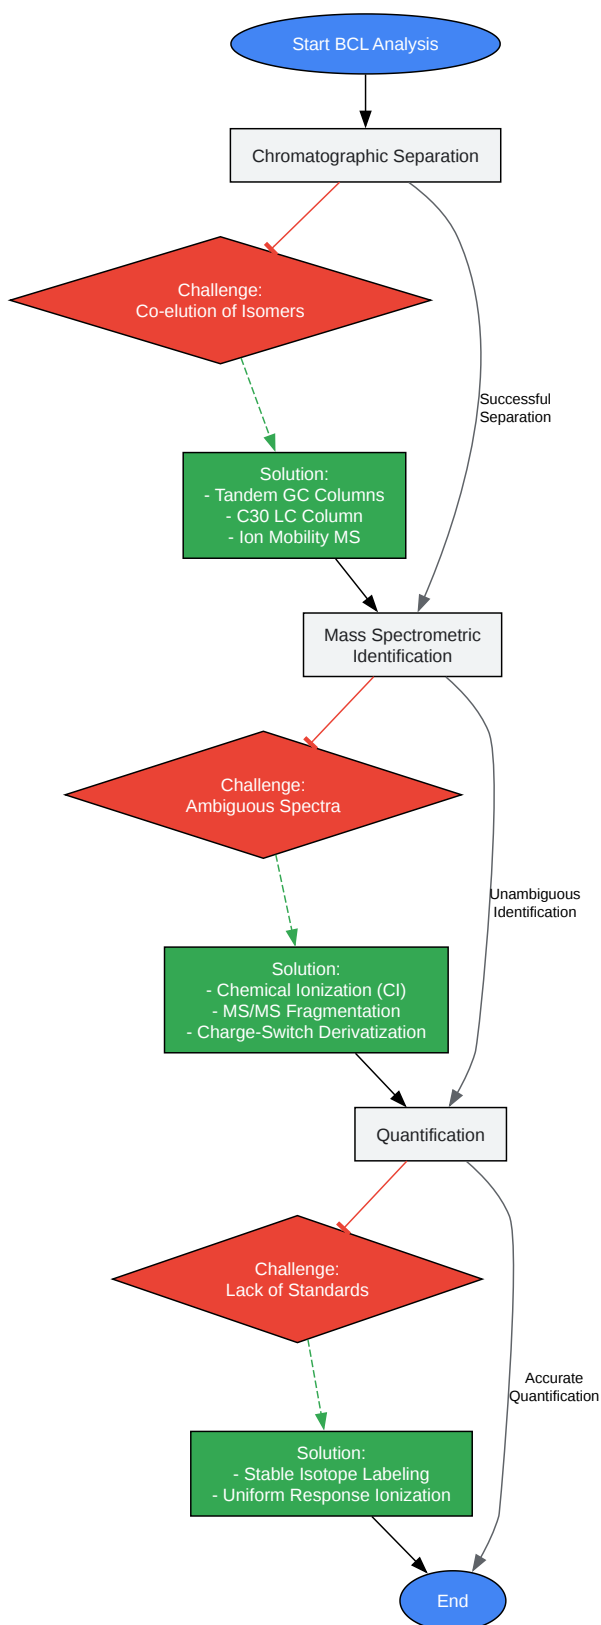 Start BCL Analysis
Chromatographic Separation
Challenge:
Co-elution of Isomers
Successful
Separation
Solution:
- Tandem GC Columns
- C30 LC Column
- Ion Mobility MS
Mass Spectrometric
Identification
Challenge:
Ambiguous Spectra
Unambiguous
Identification
Solution:
- Chemical Ionization (CI)
- MS/MS Fragmentation
- Charge-Switch Derivatization
Quantification
Challenge:
Lack of Standards
Accurate
Quantification
Solution:
- Stable Isotope Labeling
- Uniform Response Ionization
End